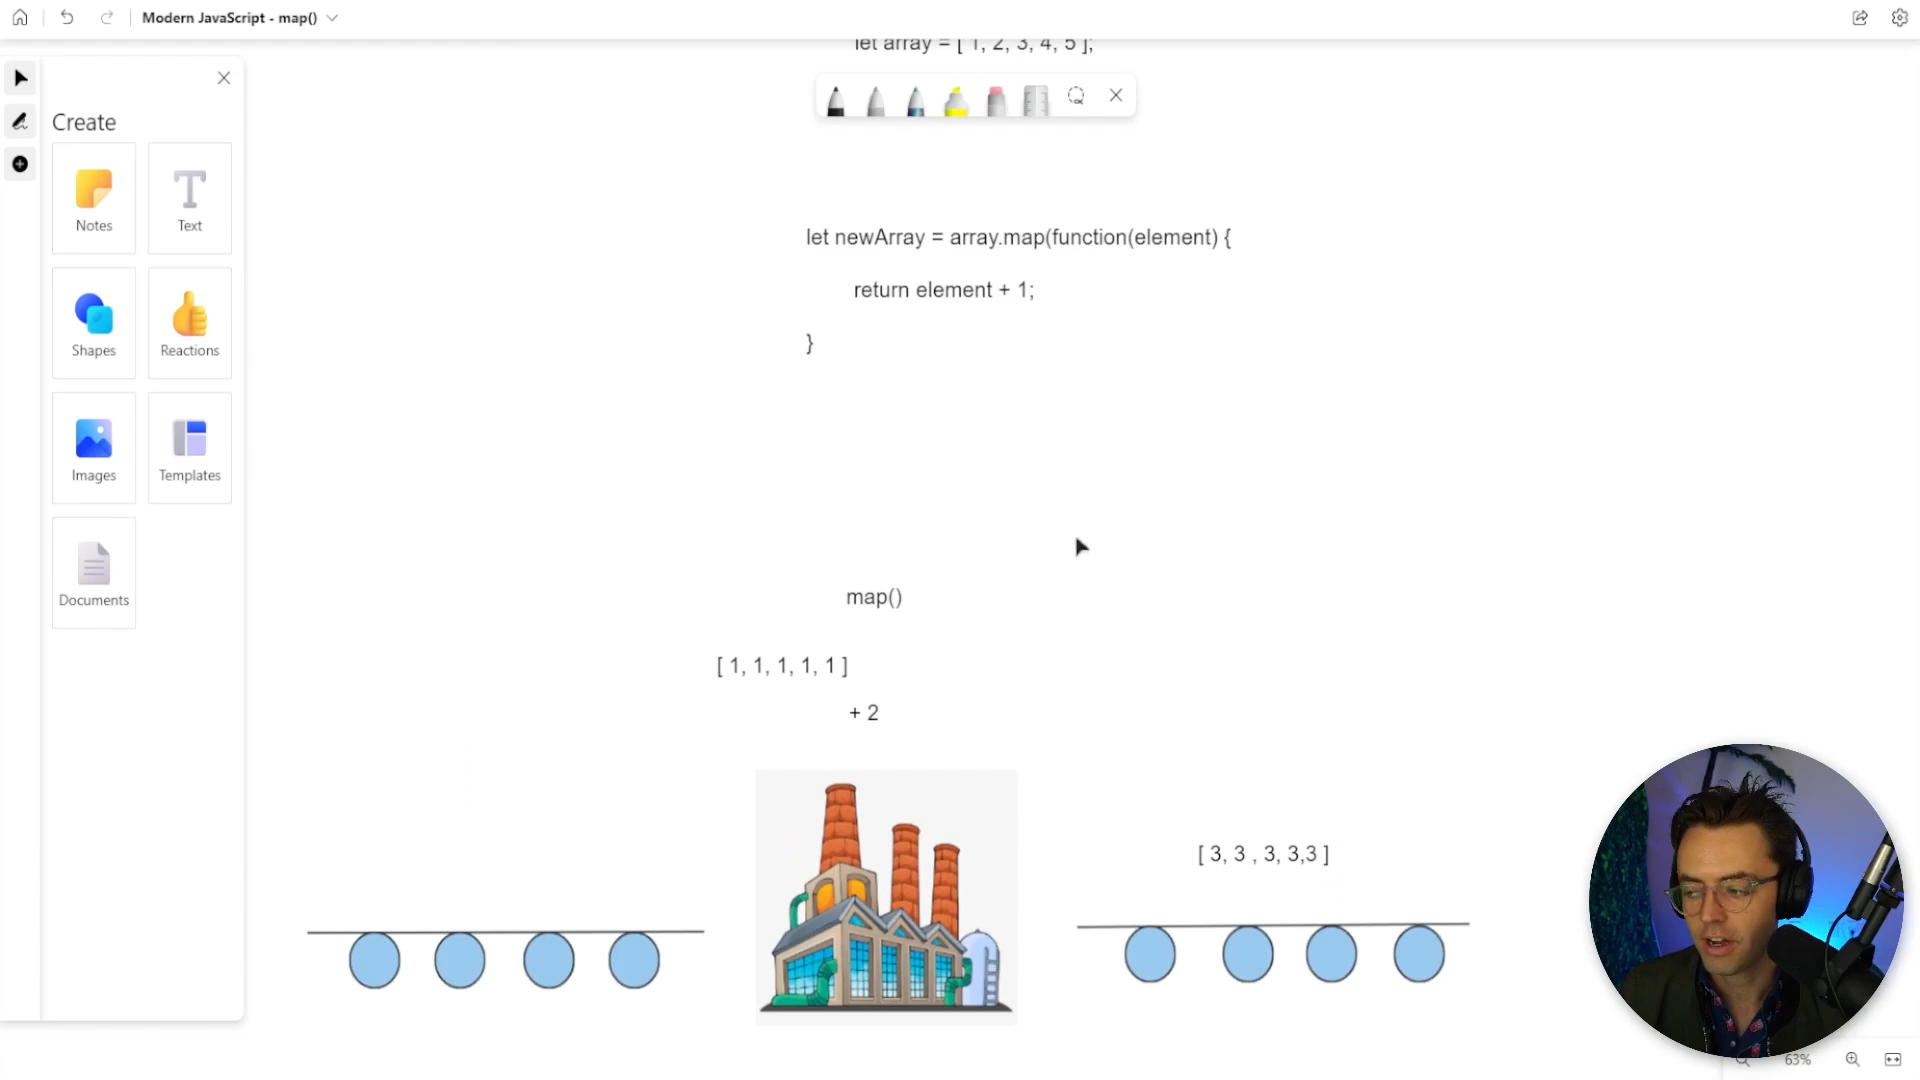 Modern JavaScript - map()
let array = [ 1, 2, 3, 4, 5 ];
Create
Notes
Text
Shapes
Reactions
Images
Templates
Documents
let newArray = array.map(function(element) {
return element + 1;
}
map()
[ 1, 1, 1, 1, 1 ]
+ 2
[ 3, 3 , 3, 3,3 ]
63%